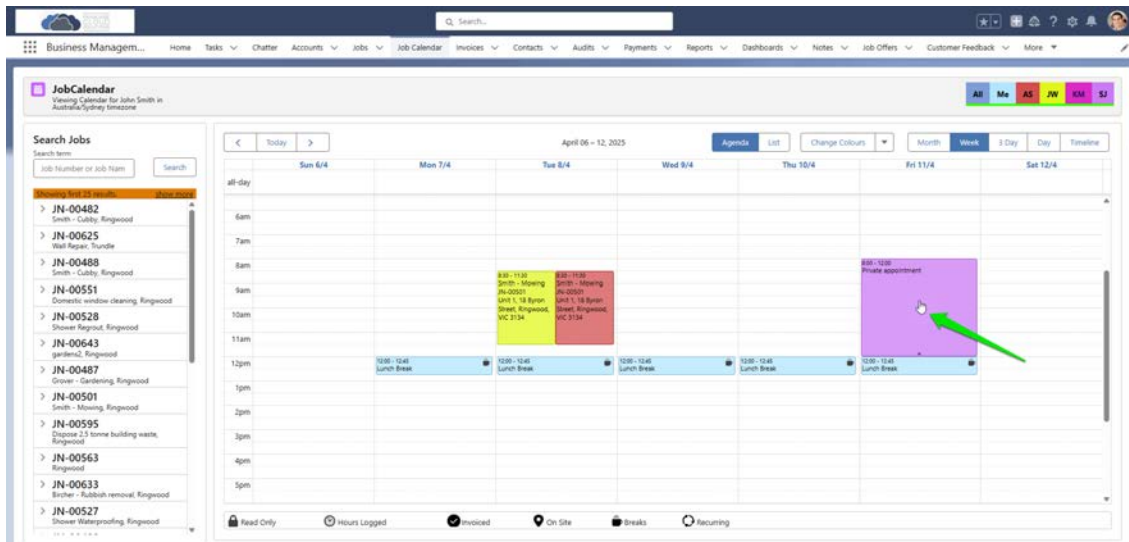 Search...
Business Managem...
Home
Tasks
Chatter
Accounts
Jobs
Job Calendar
Invoices
Contacts
Audits
Payments
Reports
Dashboards
Notes
Job Offers
Customer Feedback
More
JobCalendar
Viewing Calendar for John Smith in
Australia/Sydney timezone
All
Me
AS
JW
KM
SJ
Search Jobs
Search term
Job Number or Job Nam
Search
Showing first 25 results
show more
JN-00482
Smith - Cubby, Ringwood
JN-00625
Wall Repair, Trundle
JN-00488
Smith - Cubby, Ringwood
JN-00551
Domestic window cleaning, Ringwood
JN-00528
Shower Regrout, Ringwood
JN-00643
gardens2, Ringwood
JN-00487
Grover - Gardening, Ringwood
JN-00501
Smith - Mowing, Ringwood
JN-00595
Dispose 2.5 tonne building waste,
Ringwood
JN-00563
Ringwood
JN-00633
Bircher - Rubbish removal, Ringwood
JN-00527
Shower Waterproofing, Ringwood
Today
April 06 – 12, 2025
Agenda
List
Change Colours
Month
Week
3 Day
Day
Timeline
Sun 6/4
Mon 7/4
Tue 8/4
Wed 9/4
Thu 10/4
Fri 11/4
Sat 12/4
all-day
6am
7am
8am
9am
10am
11am
12pm
1pm
2pm
3pm
4pm
5pm
8:30 - 11:30
Smith - Mowing
JN-00501
Unit 1, 18 Byron
Street, Ringwood,
VIC 3134
8:30 - 11:30
Smith - Mowing
JN-00501
Unit 1, 18 Byron
Street, Ringwood,
VIC 3134
8:00 - 12:00
Private appointment
12:00 - 12:45
Lunch Break
12:00 - 12:45
Lunch Break
12:00 - 12:45
Lunch Break
12:00 - 12:45
Lunch Break
12:00 - 12:45
Lunch Break
Read Only
Hours Logged
Invoiced
On Site
Breaks
Recurring